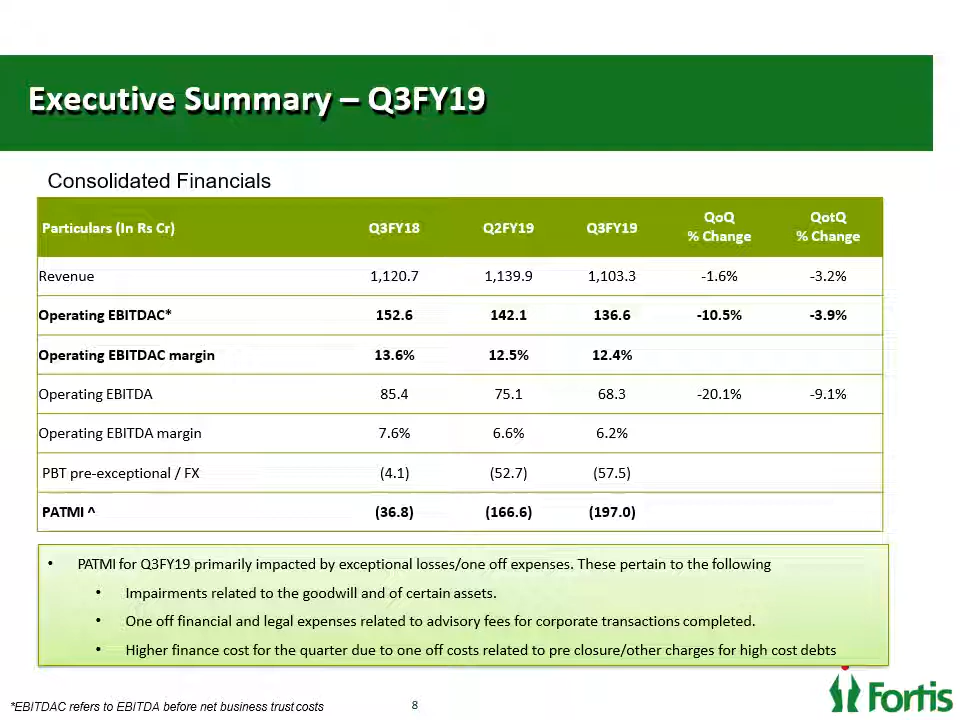 Executive Summary – Q3FY19
Consolidated Financials
Particulars (In Rs Cr) Q3FY18 Q2FY19 Q3FY19 QoQ % Change QotQ % Change
Revenue 1,120.7 1,139.9 1,103.3 -1.6% -3.2%
Operating EBITDAC* 152.6 142.1 136.6 -10.5% -3.9%
Operating EBITDAC margin 13.6% 12.5% 12.4%
Operating EBITDA 85.4 75.1 68.3 -20.1% -9.1%
Operating EBITDA margin 7.6% 6.6% 6.2%
PBT pre-exceptional / FX (4.1) (52.7) (57.5)
PATMI ^ (36.8) (166.6) (197.0)
• PATMI for Q3FY19 primarily impacted by exceptional losses/one off expenses. These pertain to the following
• Impairments related to the goodwill and of certain assets.
• One off financial and legal expenses related to advisory fees for corporate transactions completed.
• Higher finance cost for the quarter due to one off costs related to pre closure/other charges for high cost debts
*EBITDAC refers to EBITDA before net business trust costs
8
Fortis